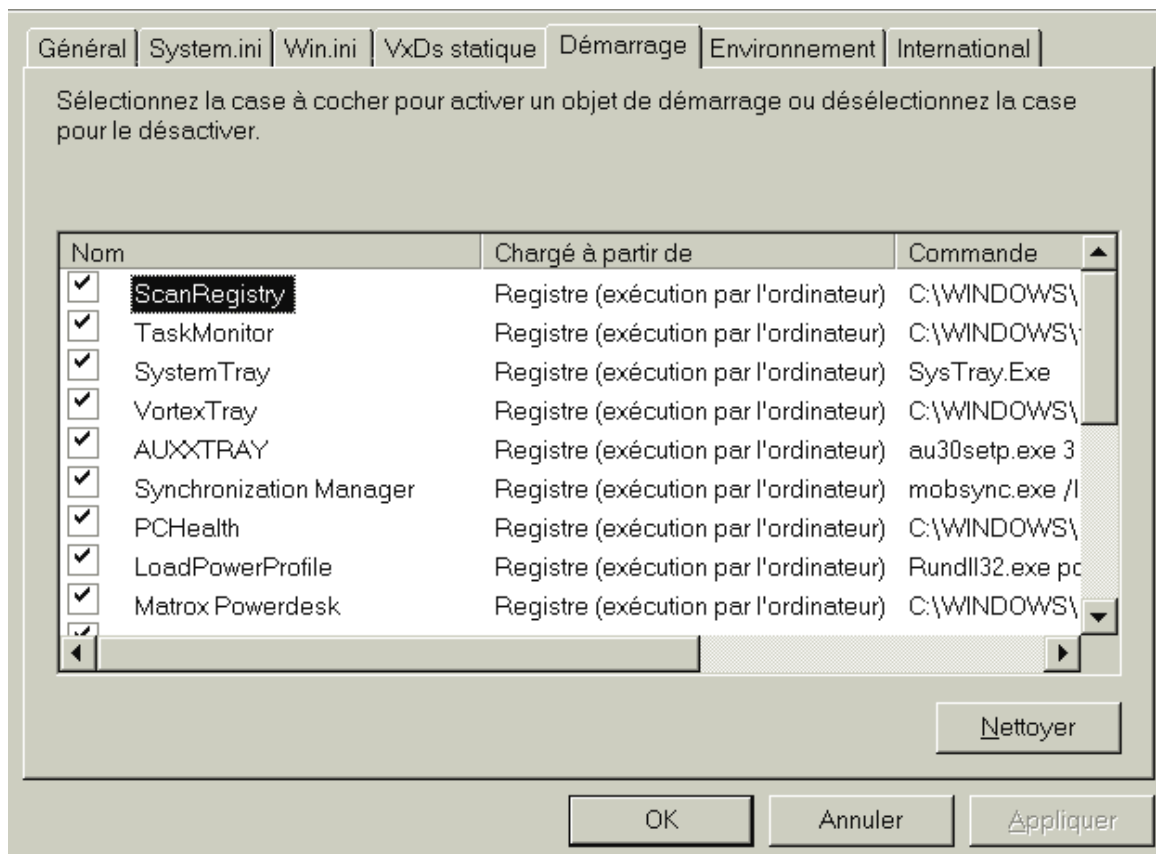 Général System.ini Win.ini VxDs statique Démarrage Environnement International
Sélectionnez la case à cocher pour activer un objet de démarrage ou désélectionnez la case
pour le désactiver.
Nom Chargé à partir de Commande
ScanRegistry Registre (exécution par l'ordinateur) C:\WINDOWS\
TaskMonitor Registre (exécution par l'ordinateur) C:\WINDOWS\
SystemTray Registre (exécution par l'ordinateur) SysTray.Exe
VortexTray Registre (exécution par l'ordinateur) C:\WINDOWS\
AUXXTRAY Registre (exécution par l'ordinateur) au30setp.exe 3
Synchronization Manager Registre (exécution par l'ordinateur) mobsync.exe /l
PCHealth Registre (exécution par l'ordinateur) C:\WINDOWS\
LoadPowerProfile Registre (exécution par l'ordinateur) Rundll32.exe po
Matrox Powerdesk Registre (exécution par l'ordinateur) C:\WINDOWS\
Nettoyer
OK Annuler Appliquer